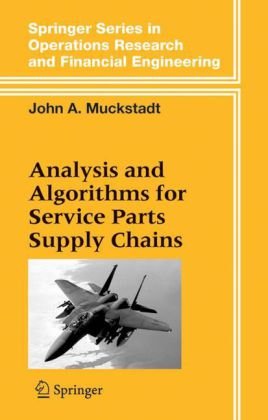 Springer Series in
Operations Research
and Financial Engineering
John A. Muckstadt
Analysis and
Algorithms for
Service Parts
Supply Chains
Springer